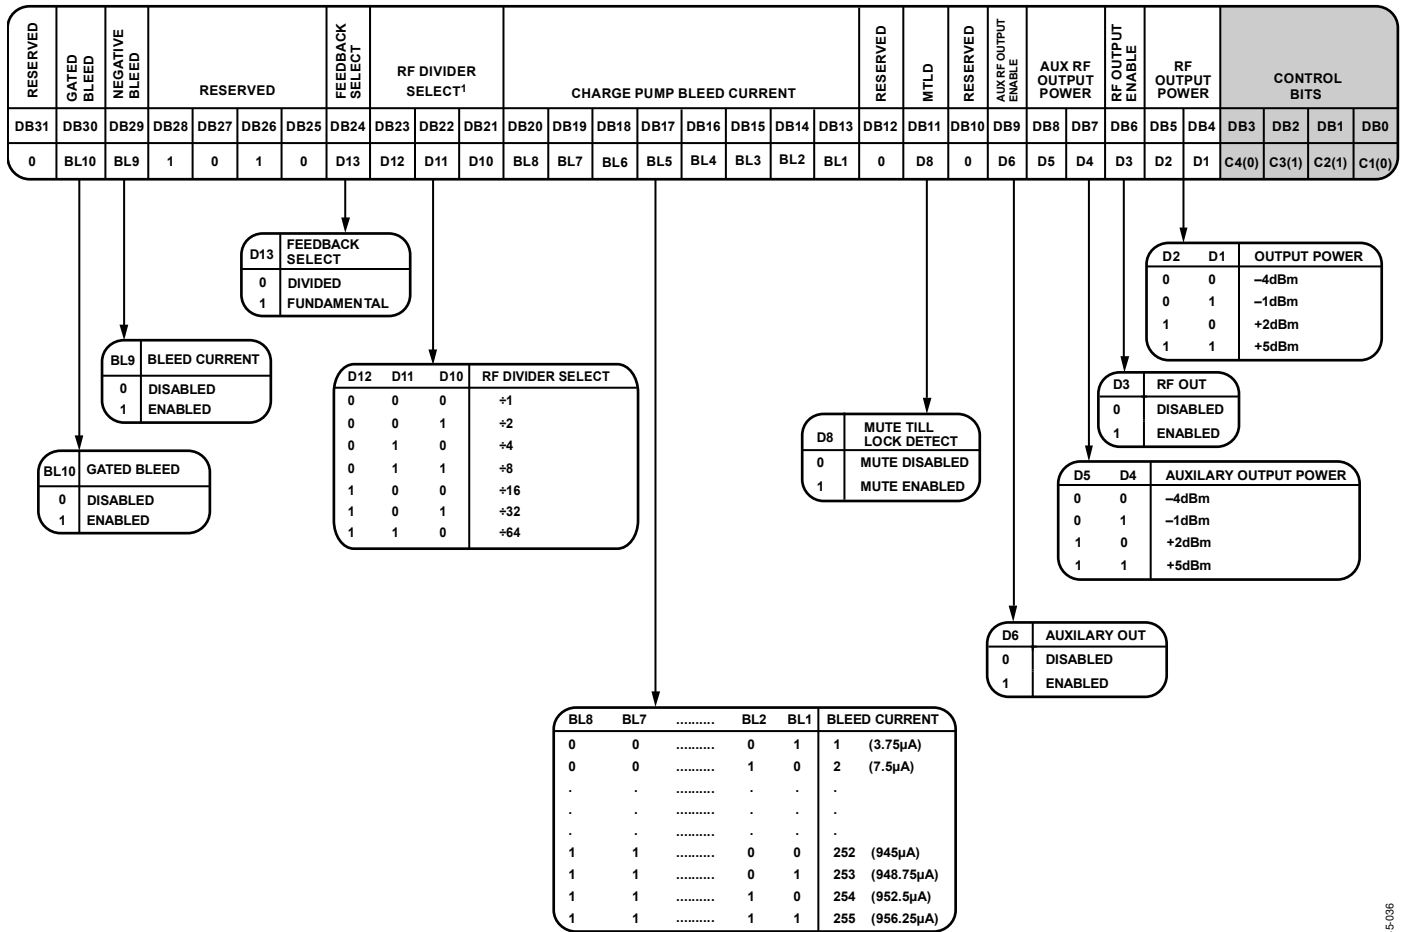 RESERVED
GATED BLEED
NEGATIVE BLEED
RESERVED
FEEDBACK SELECT
RF DIVIDER SELECT1
CHARGE PUMP BLEED CURRENT
RESERVED
MTLD
RESERVED
AUX RF OUTPUT ENABLE
AUX RF OUTPUT POWER
RF OUTPUT ENABLE
RF OUTPUT POWER
CONTROL BITS
DB31 DB30 DB29 DB28 DB27 DB26 DB25 DB24 DB23 DB22 DB21 DB20 DB19 DB18 DB17 DB16 DB15 DB14 DB13 DB12 DB11 DB10 DB9 DB8 DB7 DB6 DB5 DB4 DB3 DB2 DB1 DB0
0 BL10 BL9 1 0 1 0 D13 D12 D11 D10 BL8 BL7 BL6 BL5 BL4 BL3 BL2 BL1 0 D8 0 D6 D5 D4 D3 D2 D1 C4(0) C3(1) C2(1) C1(0)
D13 FEEDBACK SELECT
0 DIVIDED
1 FUNDAMENTAL
D2 D1 OUTPUT POWER
0 0 –4dBm
0 1 –1dBm
1 0 +2dBm
1 1 +5dBm
BL9 BLEED CURRENT
0 DISABLED
1 ENABLED
D12 D11 D10 RF DIVIDER SELECT
0 0 0 ÷1
0 0 1 ÷2
0 1 0 ÷4
0 1 1 ÷8
1 0 0 ÷16
1 0 1 ÷32
1 1 0 ÷64
D3 RF OUT
0 DISABLED
1 ENABLED
D8 MUTE TILL LOCK DETECT
0 MUTE DISABLED
1 MUTE ENABLED
BL10 GATED BLEED
0 DISABLED
1 ENABLED
D5 D4 AUXILARY OUTPUT POWER
0 0 –4dBm
0 1 –1dBm
1 0 +2dBm
1 1 +5dBm
D6 AUXILARY OUT
0 DISABLED
1 ENABLED
BL8 BL7 .......... BL2 BL1 BLEED CURRENT
0 0 .......... 0 1 1 (3.75µA)
0 0 .......... 1 0 2 (7.5µA)
. . .......... . . .
. . .......... . . .
. . .......... . . .
1 1 .......... 0 0 252 (945µA)
1 1 .......... 0 1 253 (948.75µA)
1 1 .......... 1 0 254 (952.5µA)
1 1 .......... 1 1 255 (956.25µA)
5-036